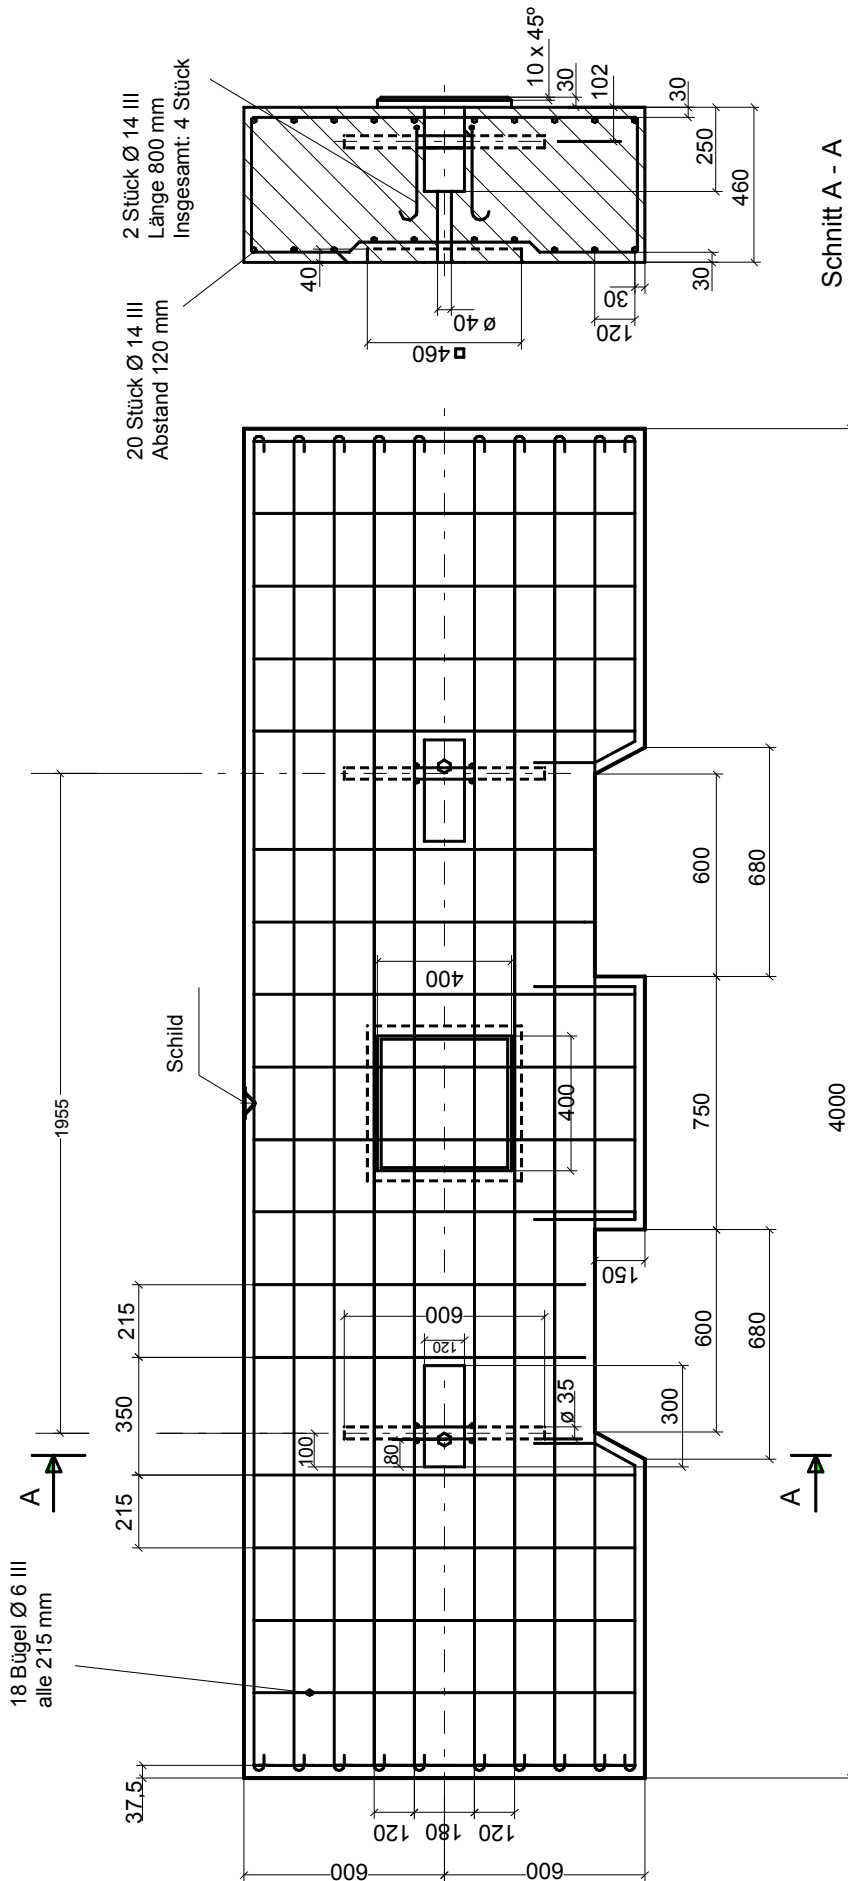 2 Stück Ø 14 III
Länge 800 mm
Insgesamt: 4 Stück
20 Stück Ø 14 III
Abstand 120 mm
10 x 45°
30
102
30
250
460
40
ø 40
460
120
30
30
Schnitt A - A
18 Bügel Ø 6 III
alle 215 mm
Schild
1955
A
A
215
350
215
100
80
120
600
ø 35
300
400
400
150
600
680
750
600
680
4000
37,5
120
180
120
600
600